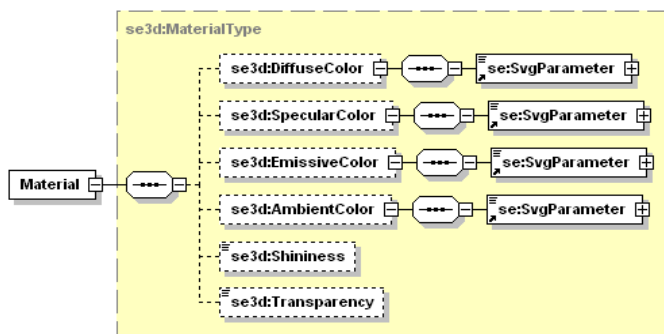 se3d:MaterialType
se3d:DiffuseColor se:SvgParameter
se3d:SpecularColor se:SvgParameter
se3d:EmissiveColor se:SvgParameter
Material
se3d:AmbientColor se:SvgParameter
se3d:Shininess
se3d:Transparency